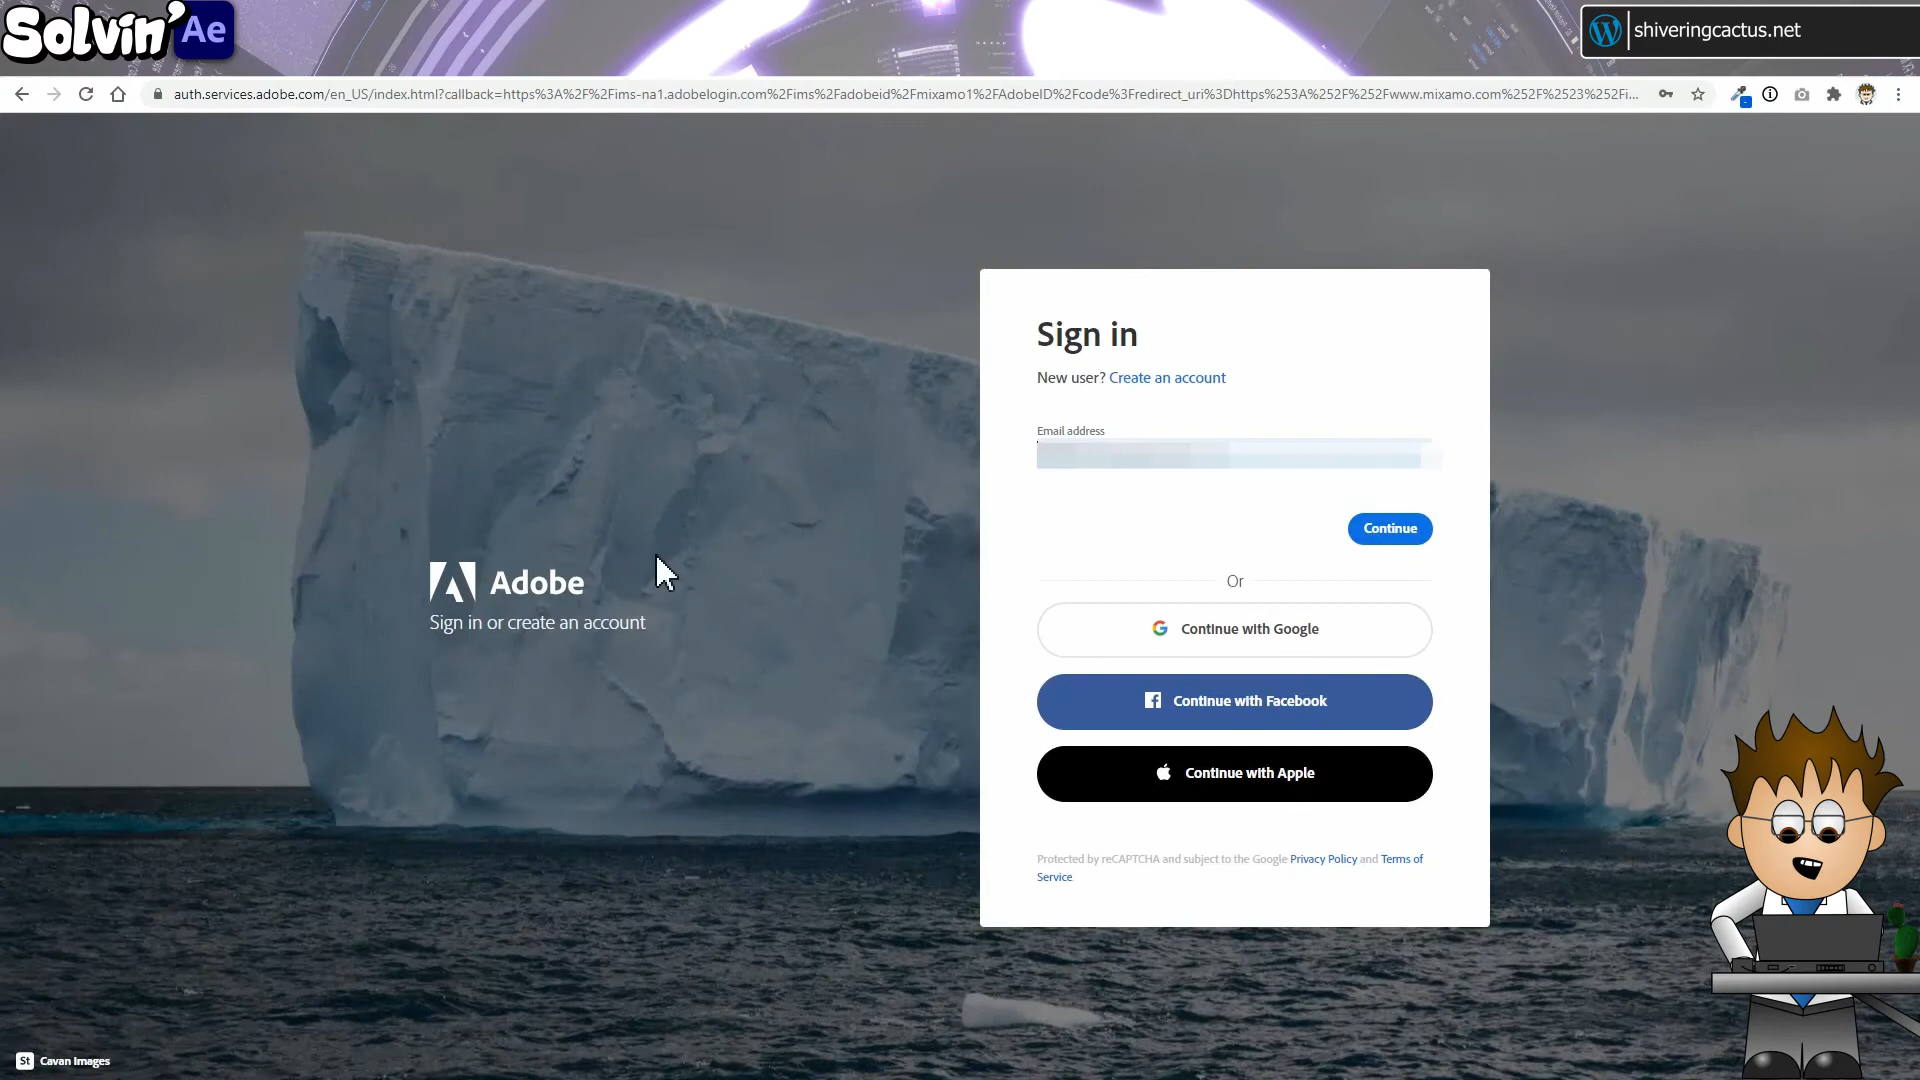 Solvin' Ae
shiveringcactus.net
auth.services.adobe.com/en_US/index.html?callback=https%3A%2F%2Fims-na1.adobelogin.com%2Fims%2Fadobeid%2Fmixamo1%2FAdobeID%2Fcode%3Fredirect_uri%3Dhttps%253A%252F%252Fwww.mixamo.com%252F%2523%252Fi...
Sign in
New user? Create an account
Email address
Continue
Or
Continue with Google
Continue with Facebook
Continue with Apple
Protected by reCAPTCHA and subject to the Google Privacy Policy and Terms of
Service.
Adobe
Sign in or create an account
St Cavan Images